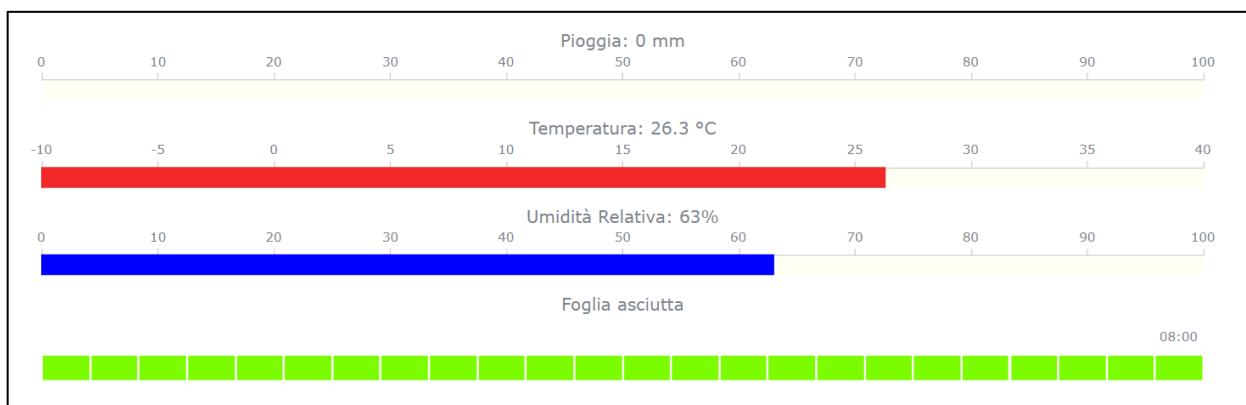 Pioggia: 0 mm
0 10 20 30 40 50 60 70 80 90 100
Temperatura: 26.3 °C
-10 -5 0 5 10 15 20 25 30 35 40
Umidità Relativa: 63%
0 10 20 30 40 50 60 70 80 90 100
Foglia asciutta
08:00